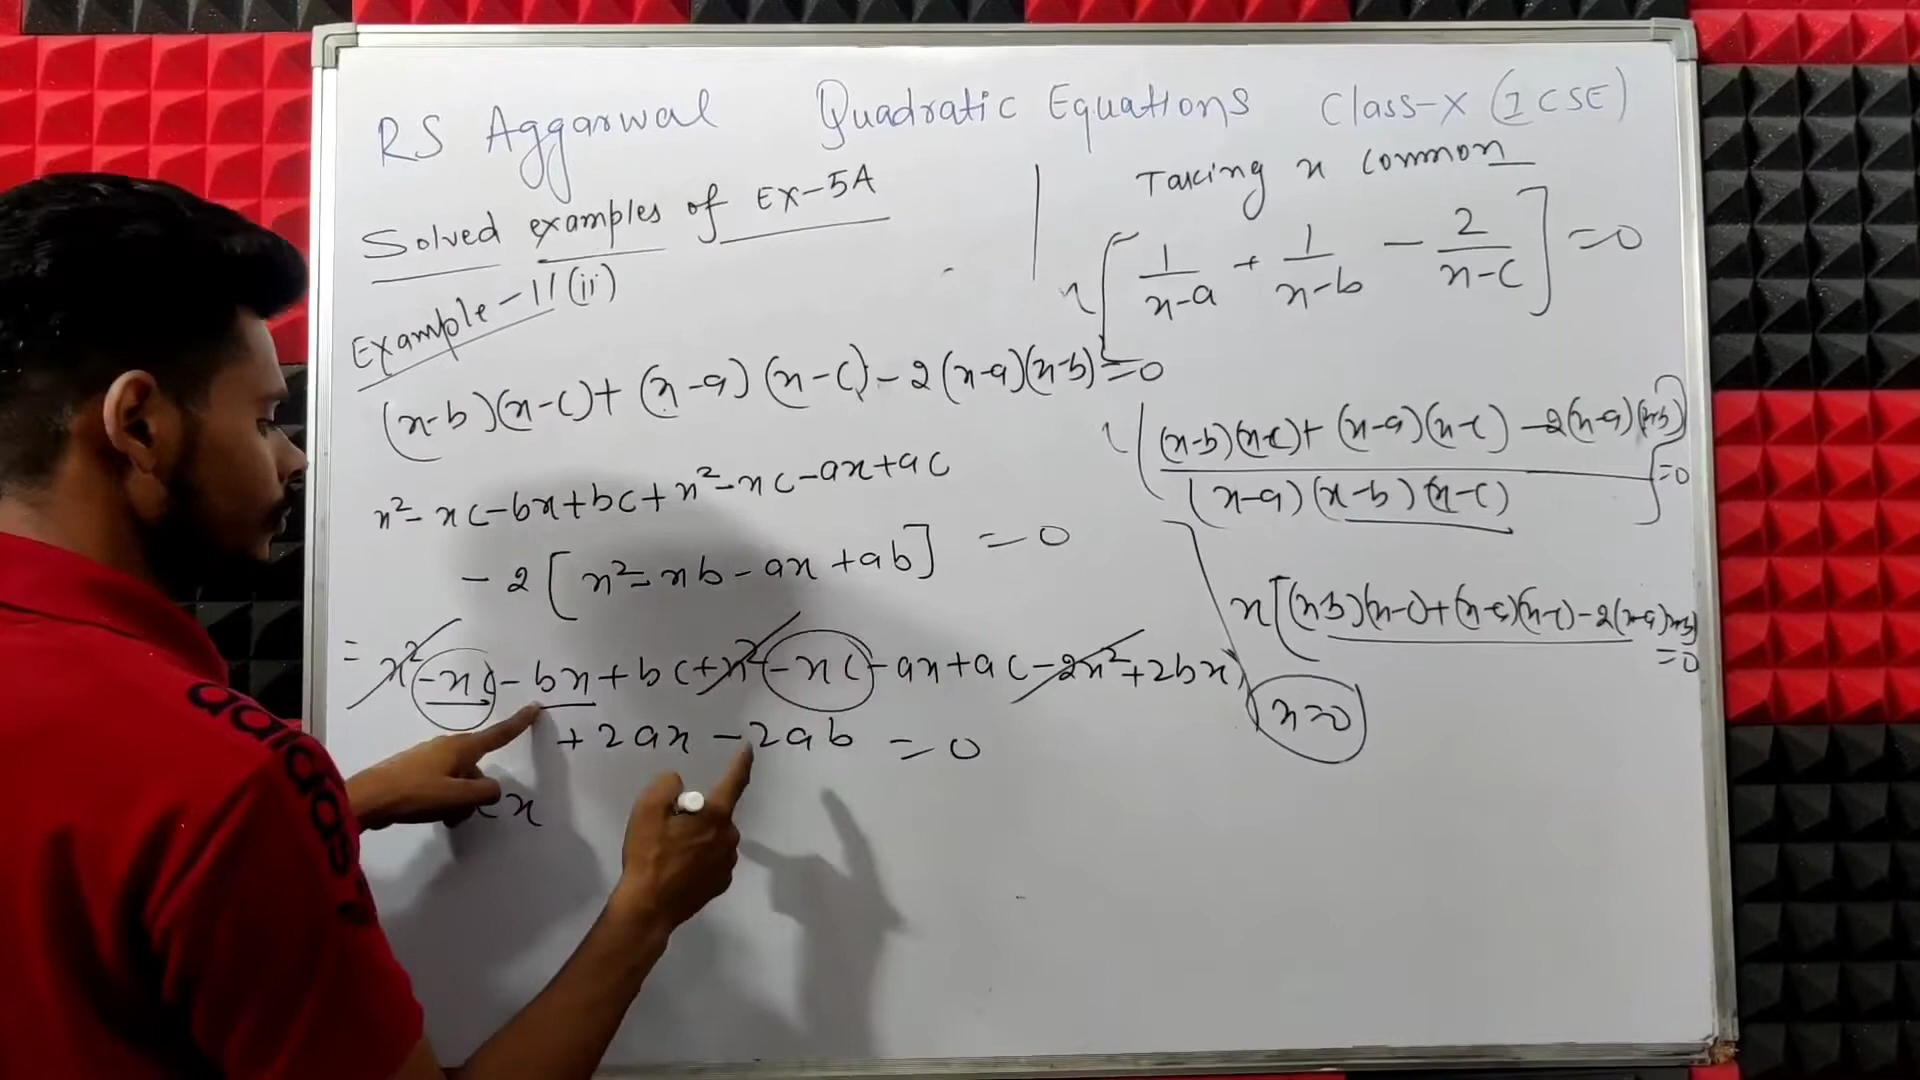 RS Aggarwal Quadratic Equations Class-X (ICSE)
Solved examples of EX-5A
Example-11(ii)
(x-b)(x-c)+(x-a)(x-c)-2(x-a)(x-b)=0
x²-xc-bx+bc+x²-xc-ax+ac
-2[x²-xb-ax+ab] =0
= x²-xc-bx+bc+x²-xc-ax+ac-2x²+2bx
+2ax-2ab=0
x
Taking x common
x[1/(x-a) + 1/(x-b) - 2/(x-c)]=0
(x-b)(x-c)+(x-a)(x-c)-2(x-a)(x-b)
(x-a)(x-b)(x-c)
=0
x[(x-b)(x-c)+(x-a)(x-c)-2(x-a)(x-b)
=0
x=0
adidas